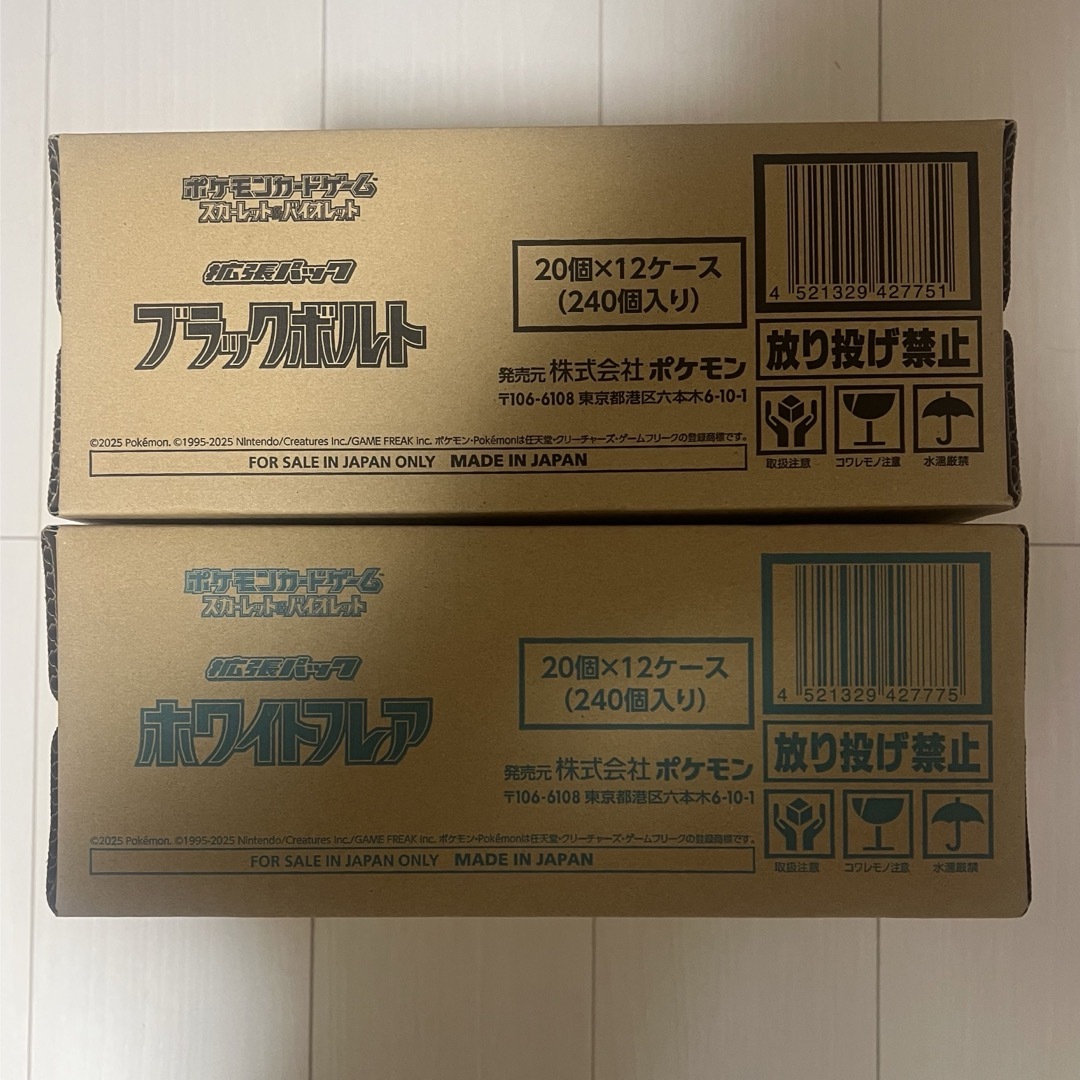 ポケモンカードゲーム
スカーレット&バイオレット
拡張パック
ブラックボルト
20個×12ケース
(240個入り)
発売元 株式会社 ポケモン
〒106-6108 東京都港区六本木6-10-1
©2025 Pokémon. ©1995-2025 Nintendo/Creatures Inc./GAME FREAK inc. ポケモン・Pokémonは任天堂・クリーチャーズ・ゲームフリークの登録商標です。
FOR SALE IN JAPAN ONLY MADE IN JAPAN
4 521329 427751
放り投げ禁止
取扱注意 コワレモノ注意 水濡厳禁
ポケモンカードゲーム
スカーレット&バイオレット
拡張パック
ホワイトフレア
20個×12ケース
(240個入り)
発売元 株式会社 ポケモン
〒106-6108 東京都港区六本木6-10-1
©2025 Pokémon. ©1995-2025 Nintendo/Creatures Inc./GAME FREAK inc. ポケモン・Pokémonは任天堂・クリーチャーズ・ゲームフリークの登録商標です。
FOR SALE IN JAPAN ONLY MADE IN JAPAN
4 521329 427775
放り投げ禁止
取扱注意 コワレモノ注意 水濡厳禁